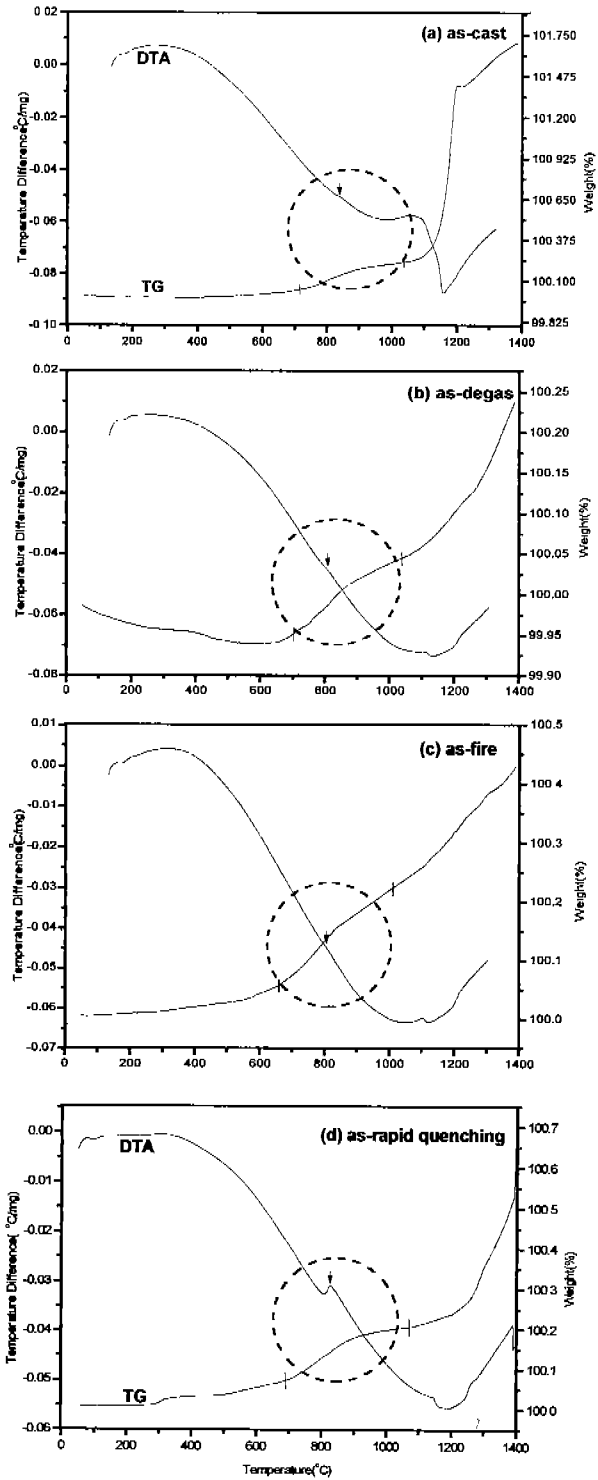 (a) as-cast
DTA
TG
Temperature Difference(°C/mg)
Weight(%)
0.02
0.00
-0.02
-0.04
-0.06
-0.08
-0.10
101.750
101.475
101.200
100.925
100.650
100.375
100.100
99.825
0 200 400 600 800 1000 1200 1400
(b) as-degas
Temperature Difference(°C/mg)
Weight(%)
0.02
0.00
-0.02
-0.04
-0.06
-0.08
100.25
100.20
100.15
100.10
100.05
100.00
99.95
99.90
0 200 400 600 800 1000 1200 1400
(c) as-fire
Temperature Difference(°C/mg)
Weight(%)
0.01
0.00
-0.01
-0.02
-0.03
-0.04
-0.05
-0.06
-0.07
100.5
100.4
100.3
100.2
100.1
100.0
0 200 400 600 800 1000 1200 1400
(d) as-rapid quenching
DTA
TG
Temperature Difference( °C/mg)
Weight(%)
0.00
-0.01
-0.02
-0.03
-0.04
-0.05
-0.06
100.7
100.6
100.5
100.4
100.3
100.2
100.1
100.0
0 200 400 600 800 1000 1200 1400
Temperature(°C)